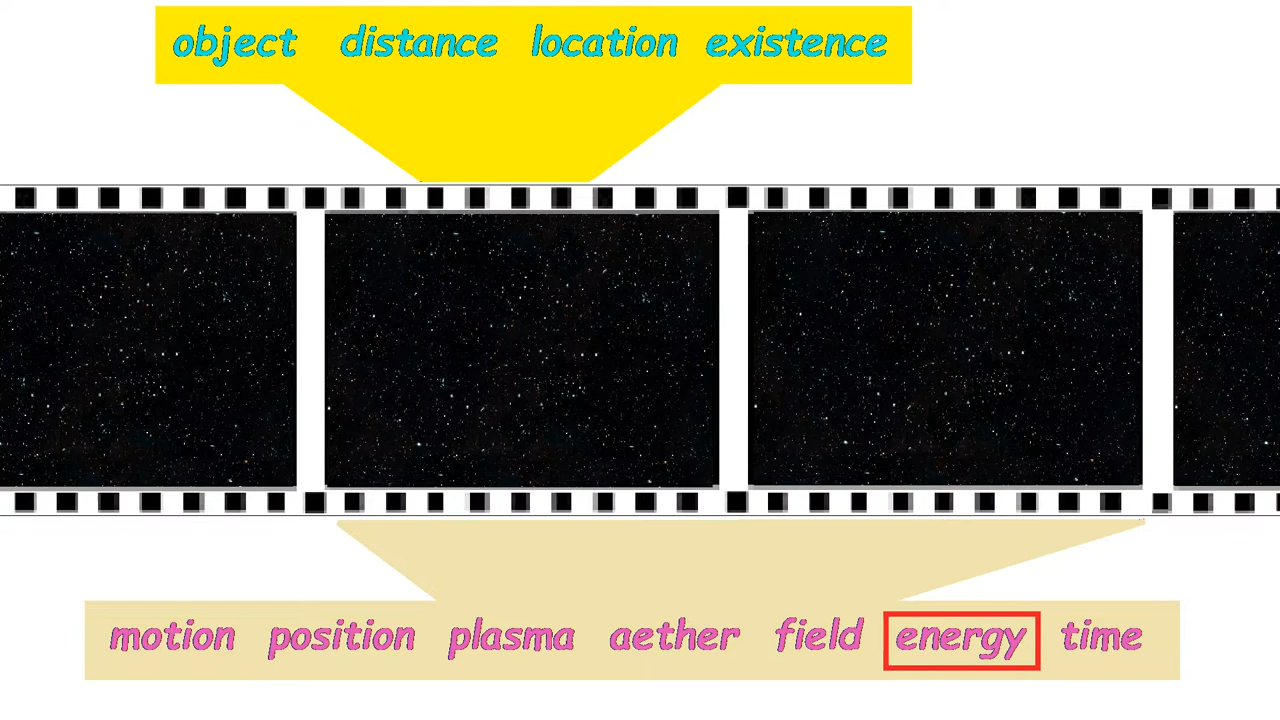 object distance location existence
motion position plasma aether field energy time